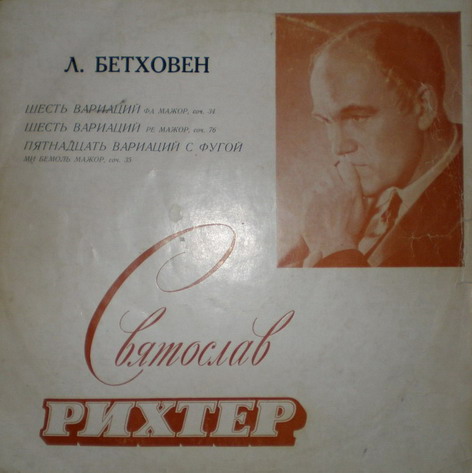 Л. БЕТХОВЕН
ШЕСТЬ ВАРИАЦИЙ ФА МАЖОР, соч. 34
ШЕСТЬ ВАРИАЦИЙ РЕ МАЖОР, соч. 76
ПЯТНАДЦАТЬ ВАРИАЦИЙ С ФУГОЙ
МИ БЕМОЛЬ МАЖОР, соч. 35
Святослав
РИХТЕР